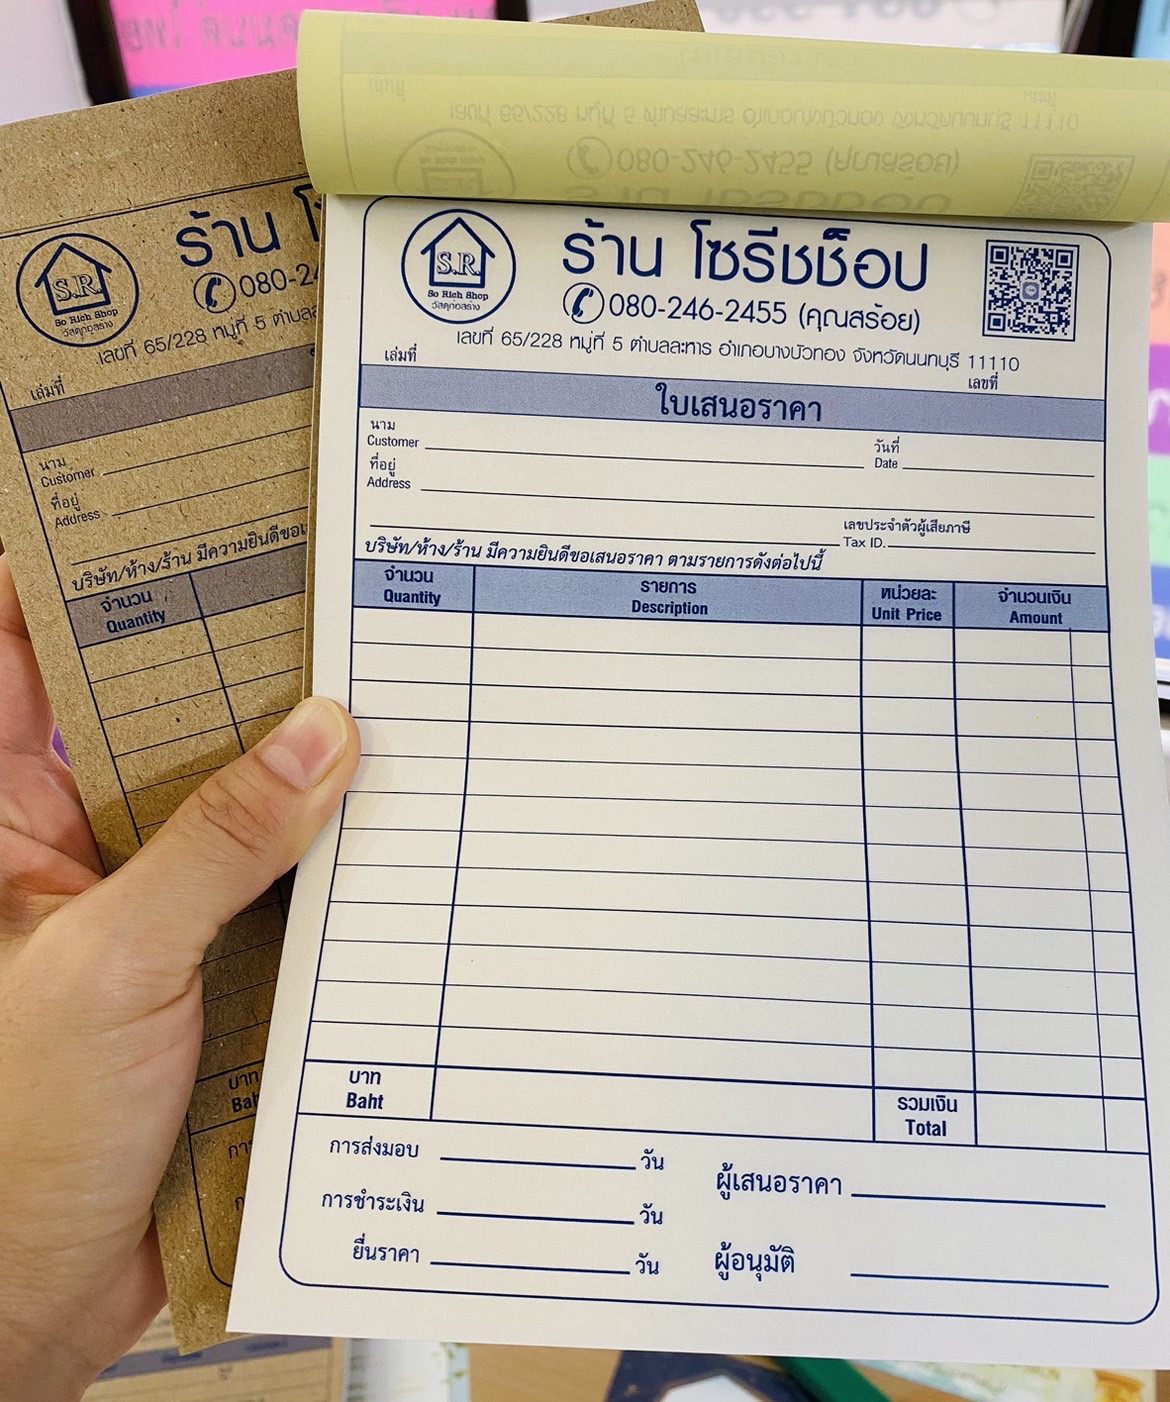 S.R.
So Rich Shop
วัสดุก่อสร้าง
ร้าน โซรีชช็อป
080-246-2455 (คุณสร้อย)
เลขที่ 65/228 หมู่ที่ 5 ตำบลละหาร อำเภอบางบัวทอง จังหวัดนนทบุรี 11110
เล่มที่ เลขที่
ใบเสนอราคา
นาม วันที่
Customer Date
ที่อยู่
Address
เลขประจำตัวผู้เสียภาษี
Tax ID.
บริษัท/ห้าง/ร้าน มีความยินดีขอเสนอราคา ตามรายการดังต่อไปนี้
จำนวน รายการ หน่วยละ จำนวนเงิน
Quantity Description Unit Price Amount
บาท รวมเงิน
Baht Total
การส่งมอบ วัน
ผู้เสนอราคา
การชำระเงิน วัน
ยื่นราคา วัน
ผู้อนุมัติ
S.R.
So Rich Shop
วัสดุก่อสร้าง
ร้าน
080-24
เลขที่ 65/228 หมู่ที่ 5 ตำบล
เล่มที่
นาม
Customer
ที่อยู่
Address
บริษัท/ห้าง/ร้าน มีความยินดีขอ
จำนวน
Quantity
บาท
Bah